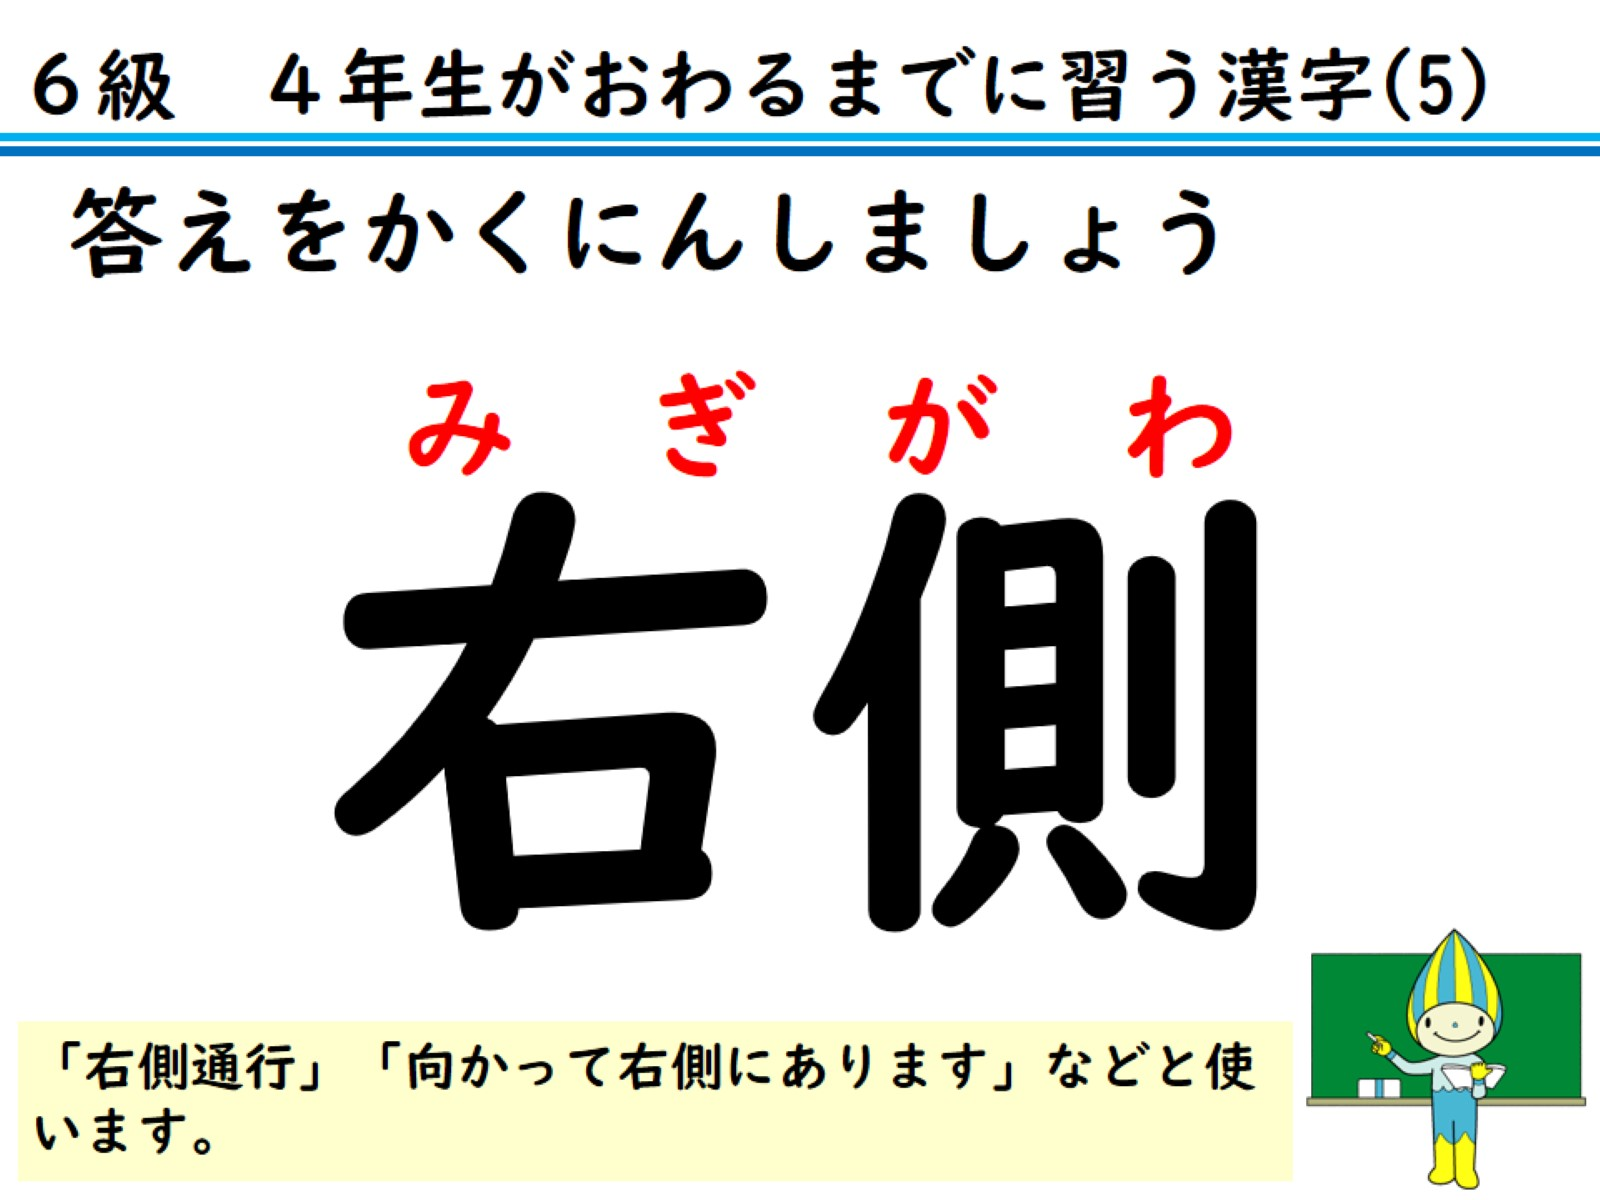 ６級　４年生がおわるまでに習う漢字(5)
答えをかくにんしましょう
みぎがわ
右側
「右側通行」「向かって右側にあります」などと使
います。